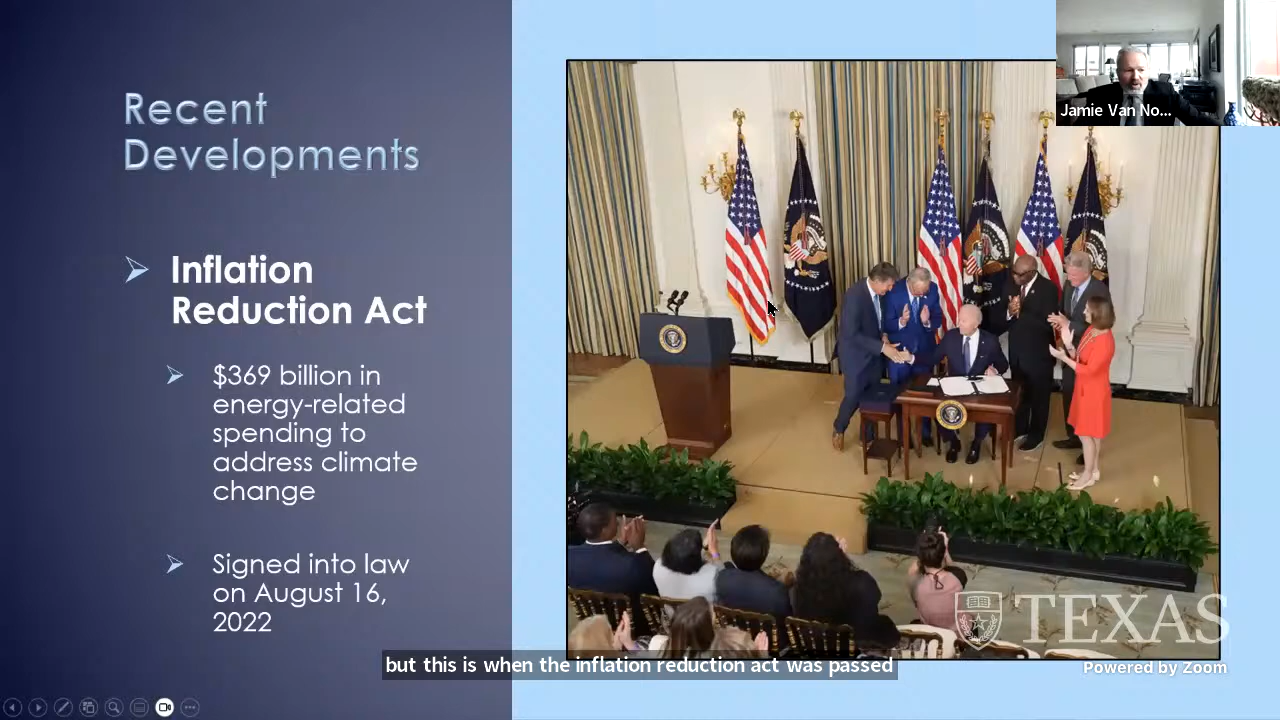 Recent
Developments
Inflation
Reduction Act
$369 billion in
energy-related
spending to
address climate
change
Signed into law
on August 16,
2022
Jamie Van No...
TEXAS
but this is when the inflation reduction act was passed
Powered by Zoom